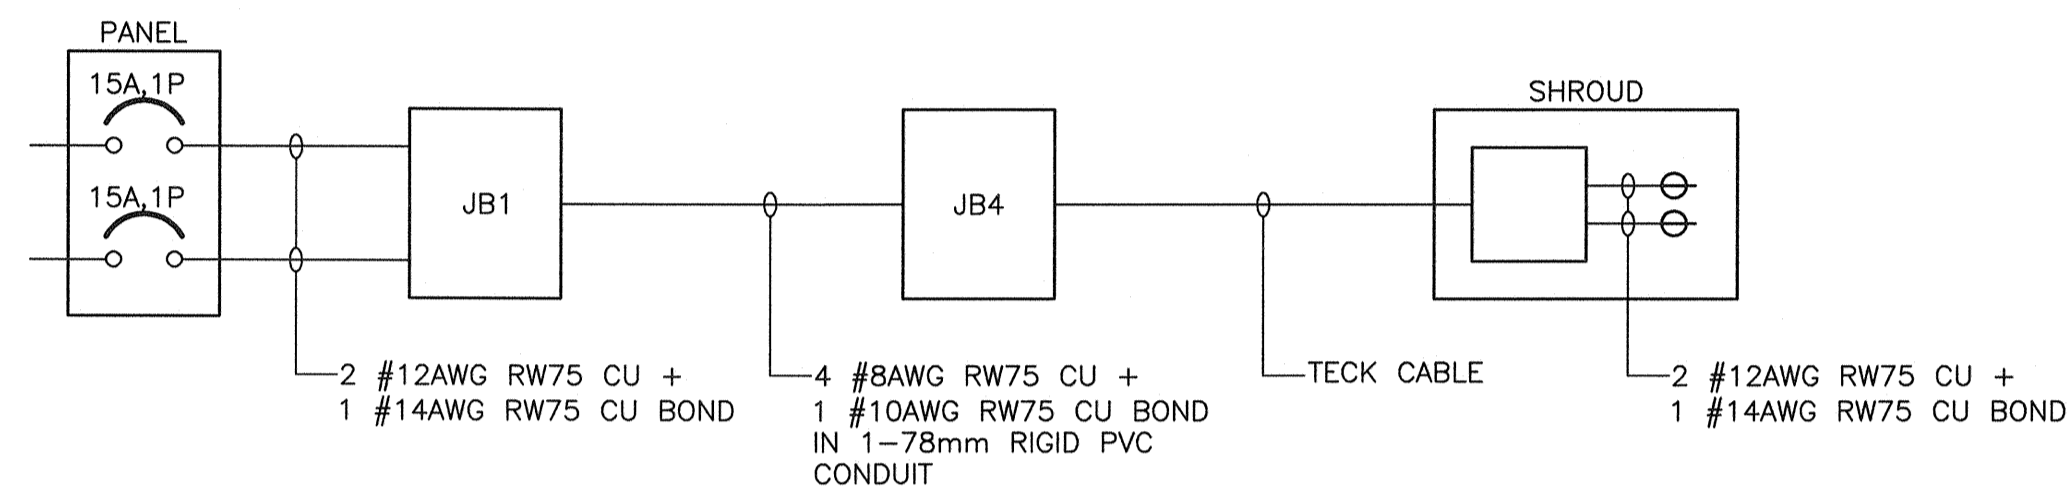 PANEL
15A,1P
15A,1P
JB1
JB4
SHROUD
2 #12AWG RW75 CU +
1 #14AWG RW75 CU BOND
4 #8AWG RW75 CU +
1 #10AWG RW75 CU BOND
IN 1-78mm RIGID PVC
CONDUIT
TECK CABLE
2 #12AWG RW75 CU +
1 #14AWG RW75 CU BOND